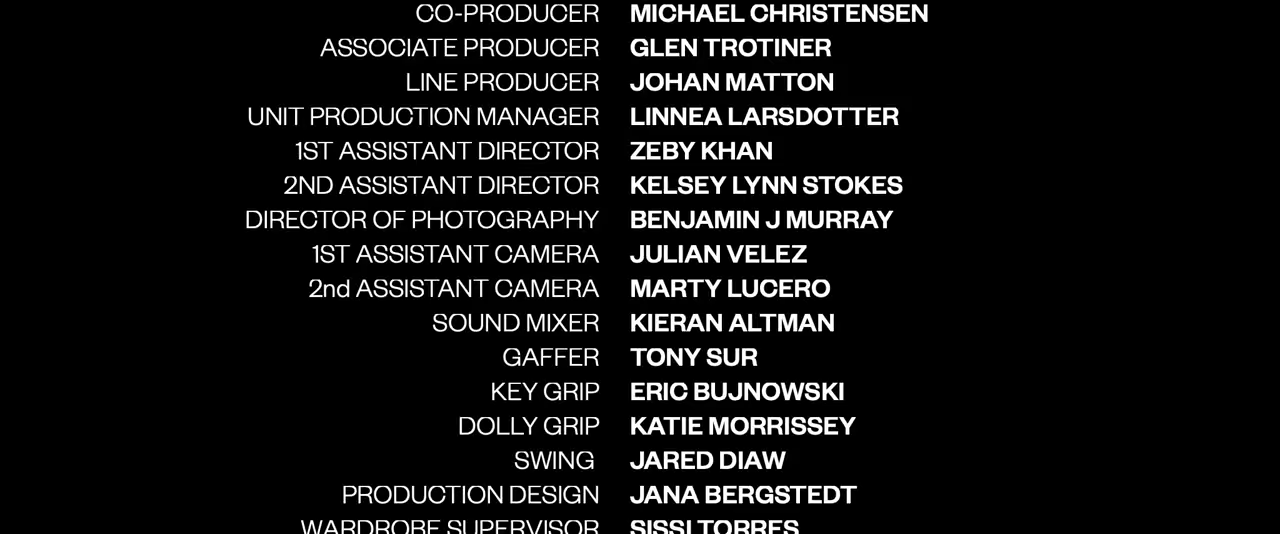 CO-PRODUCER MICHAEL CHRISTENSEN
ASSOCIATE PRODUCER GLEN TROTINER
LINE PRODUCER JOHAN MATTON
UNIT PRODUCTION MANAGER LINNEA LARSDOTTER
1ST ASSISTANT DIRECTOR ZEBY KHAN
2ND ASSISTANT DIRECTOR KELSEY LYNN STOKES
DIRECTOR OF PHOTOGRAPHY BENJAMIN J MURRAY
1ST ASSISTANT CAMERA JULIAN VELEZ
2nd ASSISTANT CAMERA MARTY LUCERO
SOUND MIXER KIERAN ALTMAN
GAFFER TONY SUR
KEY GRIP ERIC BUJNOWSKI
DOLLY GRIP KATIE MORRISSEY
SWING JARED DIAW
PRODUCTION DESIGN JANA BERGSTEDT
WARDROBE SUPERVISOR SISSI TORRES